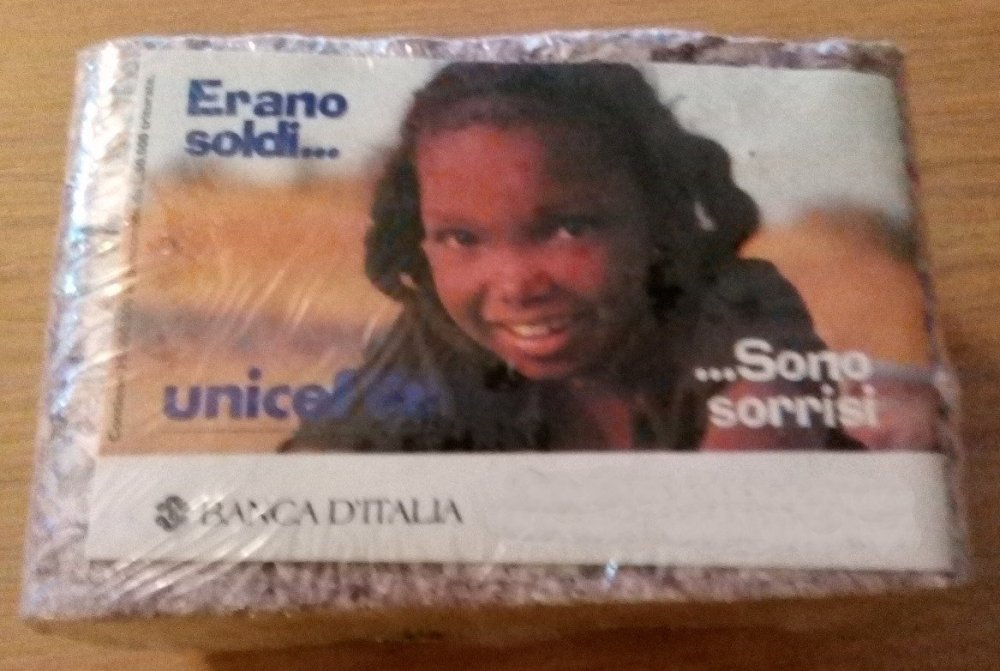 Erano
soldi...
unicef
...Sono
sorrisi
BANCA D'ITALIA